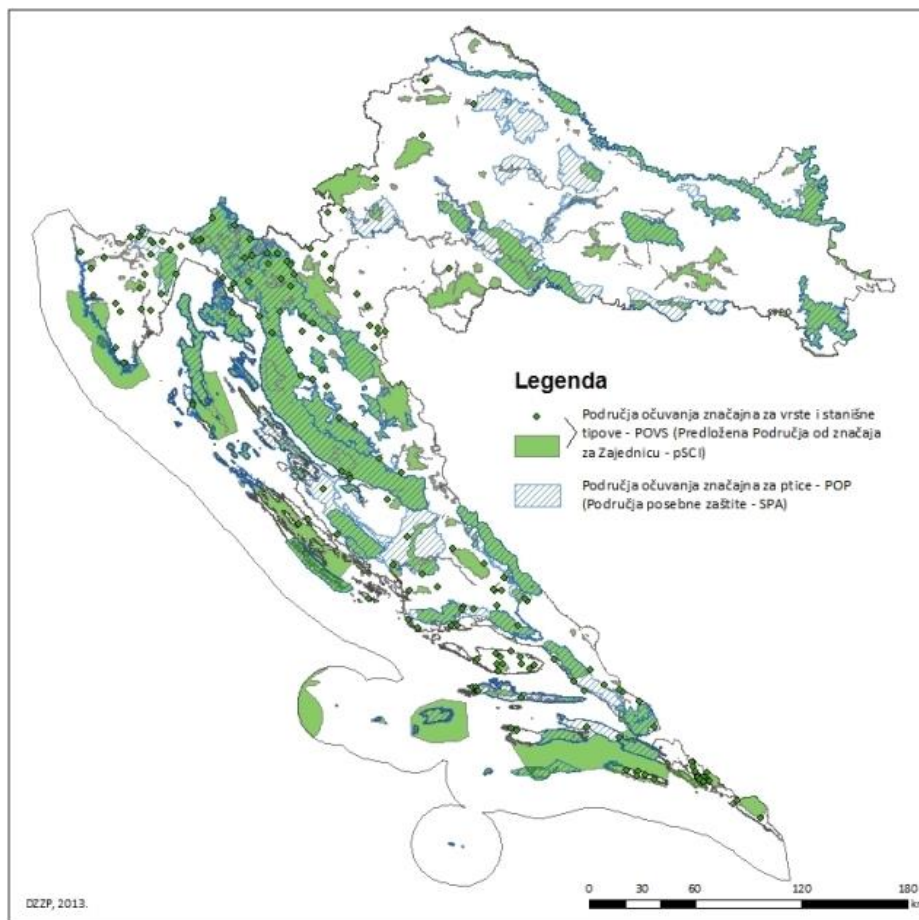 Legenda
Područja očuvanja značajna za vrste i stanišne
tipove - POVS (Predložena Područja od značaja
za Zajednicu - pSCI)
Područja očuvanja značajna za ptice - POP
(Područja posebne zaštite - SPA)
DZZP, 2013.
0 30 60 120 180
km